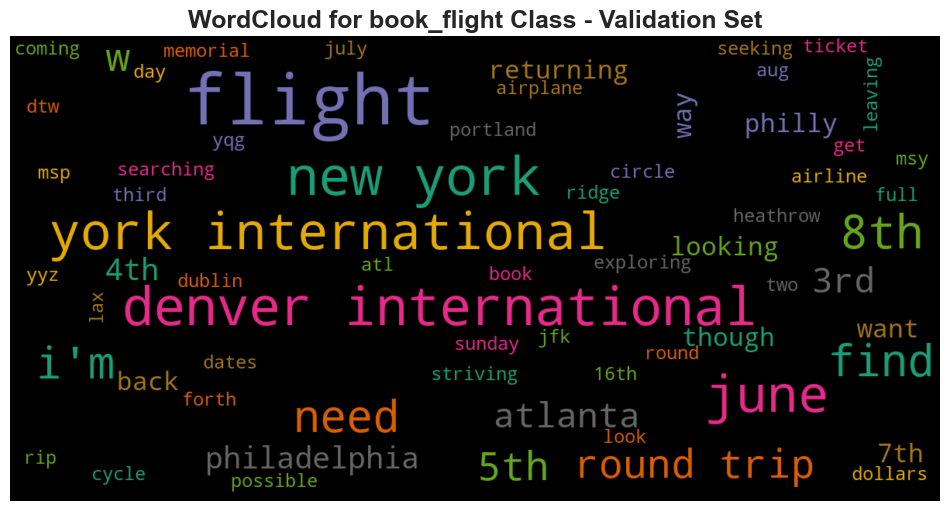 WordCloud for book_flight Class - Validation Set
coming
w
memorial
july
seeking
ticket
day
returning
aug
leaving
flight
airplane
dtw
way
philly
portland
yqg
get
msp
searching
new york
circle
airline
msy
third
ridge
full
york international
heathrow
8th
looking
yyz
4th
atl
exploring
dublin
book
two
3rd
lax
denver international
i'm
sunday
jfk
though
want
dates
round
find
back
striving
16th
forth
june
need
atlanta
look
rip
philadelphia
5th
round trip
7th
cycle
possible
dollars